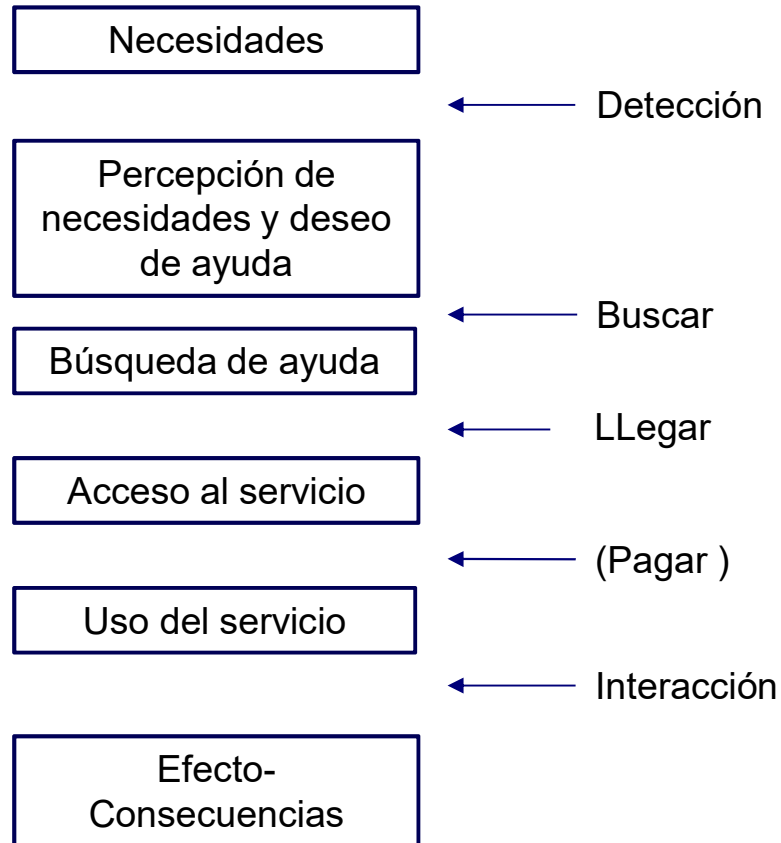 Necesidades
Detección
Percepción de
necesidades y deseo
de ayuda
Buscar
Búsqueda de ayuda
LLegar
Acceso al servicio
(Pagar )
Uso del servicio
Interacción
Efecto-
Consecuencias